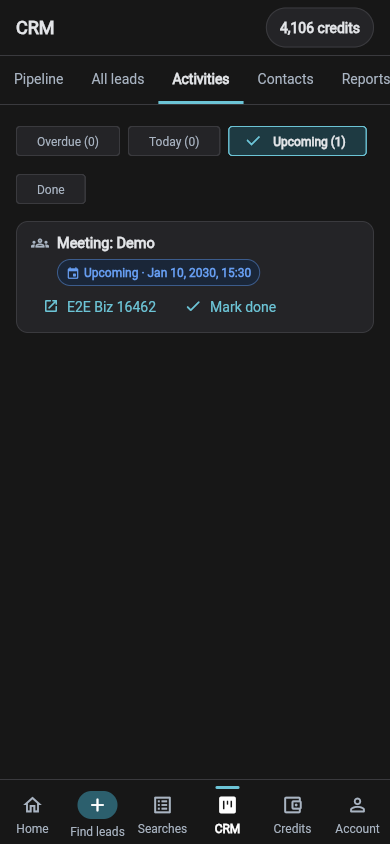 CRM
4,106 credits
Pipeline All leads Activities Contacts Reports
Overdue (0) Today (0) Upcoming (1)
Done
Meeting: Demo
Upcoming · Jan 10, 2030, 15:30
E2E Biz 16462 Mark done
Home Find leads Searches CRM Credits Account